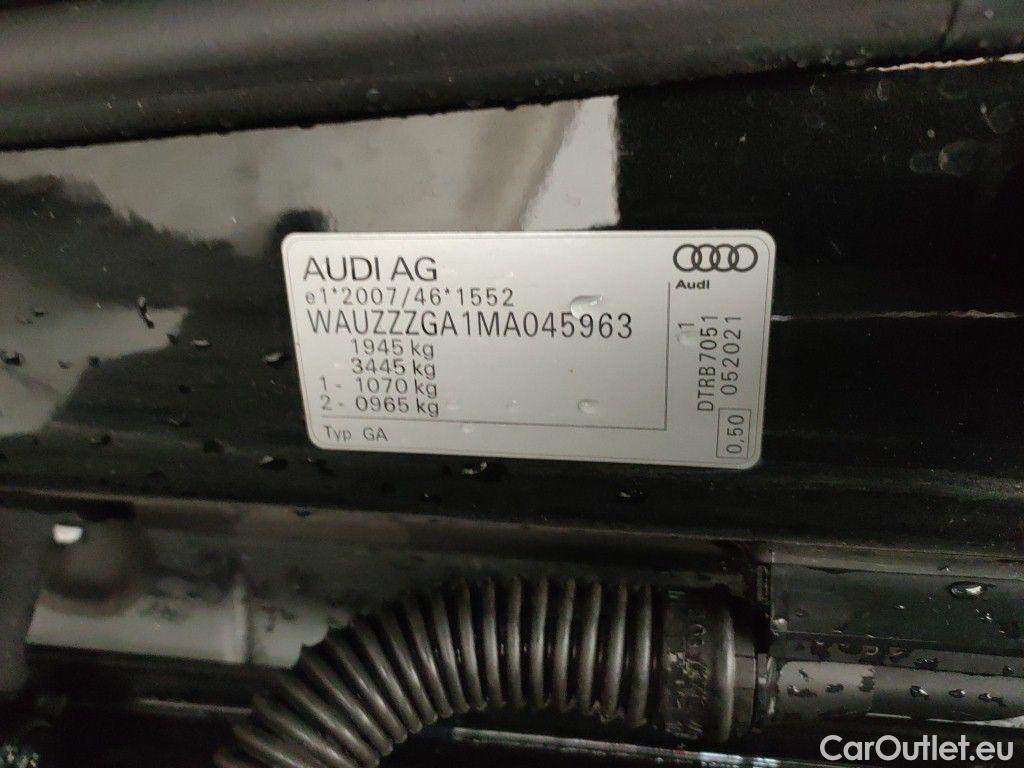 AUDI AG
Audi
e1*2007/46*1552
WAUZZZGA1MA045963
1945 kg
3445 kg
1 - 1070 kg
2 - 0965 kg
Typ GA
DTRB7051
052021
0,50
CarOutlet.eu